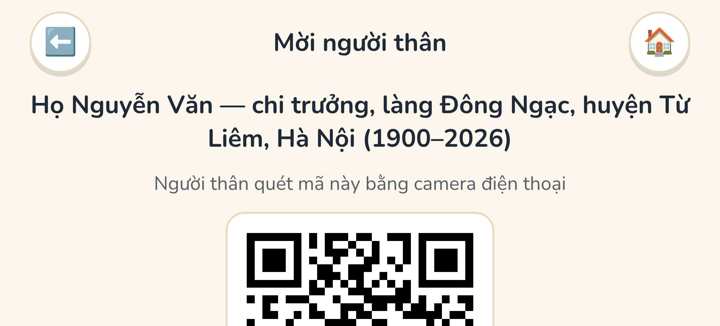 Mời người thân
Họ Nguyễn Văn — chi trưởng, làng Đông Ngạc, huyện Từ
Liêm, Hà Nội (1900–2026)
Người thân quét mã này bằng camera điện thoại